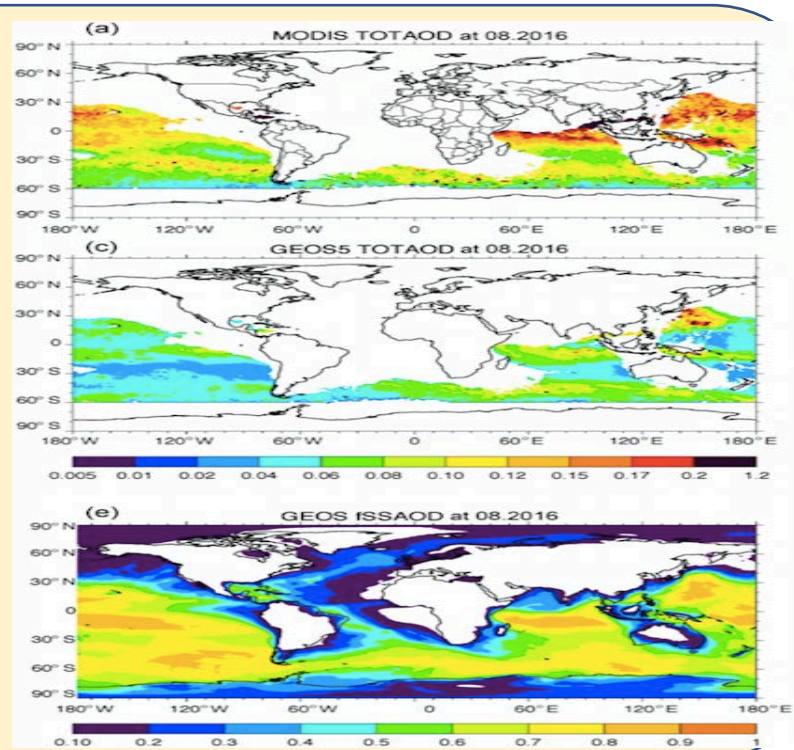 (a)
MODIS TOTAOD at 08.2016
90° N
60° N
30° N
0
30° S
60° S
90° S
180° W 120° W 60° W 0 60° E 120° E 180° E
(c)
GEOS5 TOTAOD at 08.2016
90° N
60° N
30° N
0
30° S
60° S
90° S
180° W 120° W 60° W 0 60° E 120° E 180° E
0.005 0.01 0.02 0.04 0.06 0.08 0.10 0.12 0.15 0.17 0.2 1.2
(e)
GEOS fSSAOD at 08.2016
90° N
60° N
30° N
0
30° S
60° S
90° S
180° W 120° W 60° W 0 60° E 120° E 180° E
0.10 0.2 0.3 0.4 0.5 0.6 0.7 0.8 0.9 1